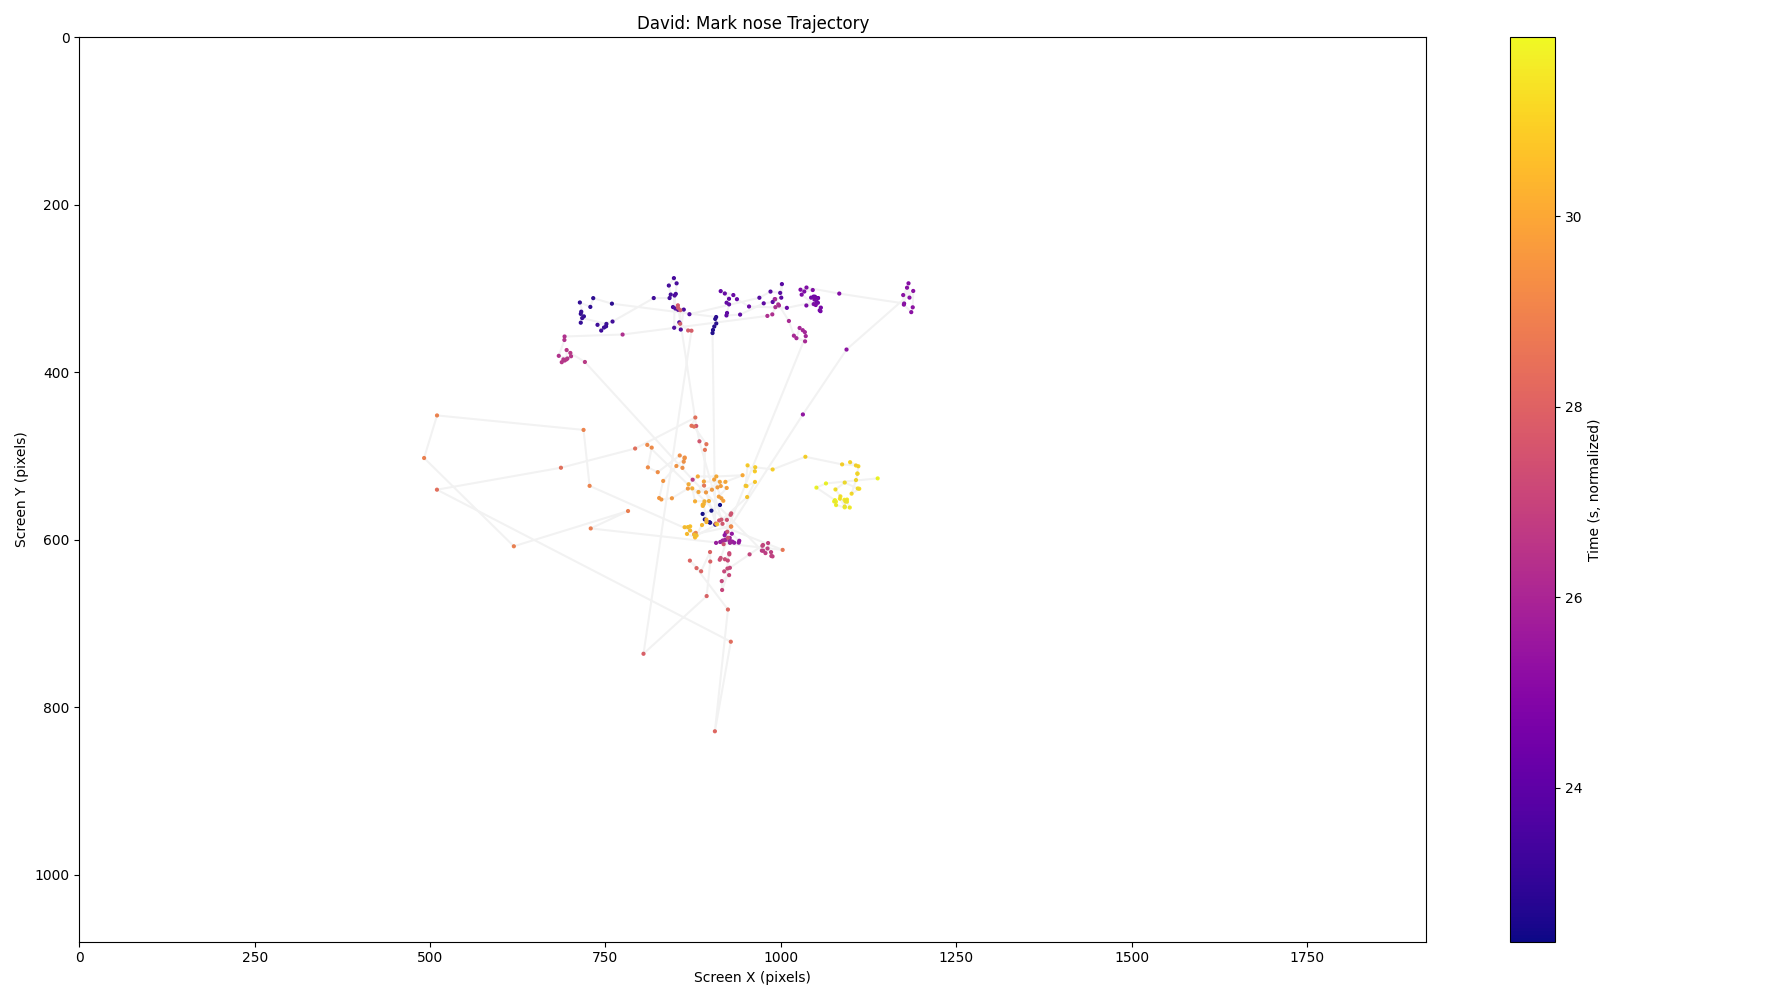 David: Mark nose Trajectory
0
200
400
600
800
1000
Screen Y (pixels)
0 250 500 750 1000 1250 1500 1750
Screen X (pixels)
30
28
26
24
Time (s, normalized)